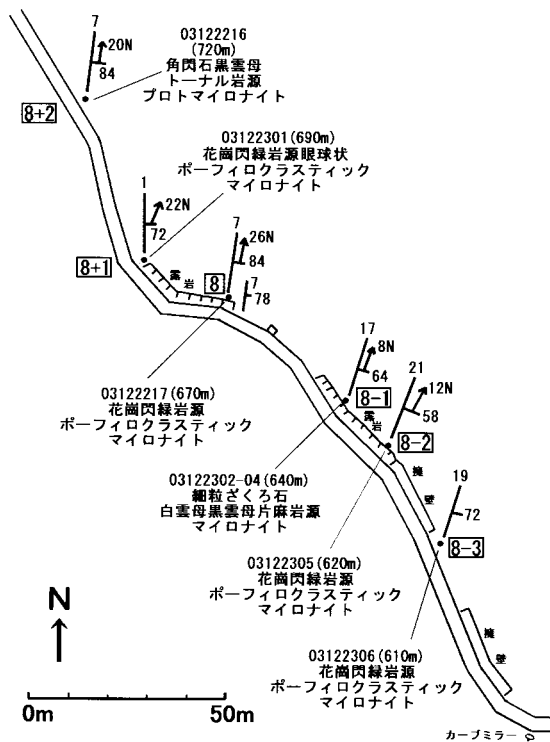 7
20N
84
03122216
(720m)
角閃石黒雲母
トーナル岩源
プロトマイロナイト
8+2
03122301(690m)
花崗閃緑岩源眼球状
ポーフィロクラスティック
マイロナイト
1
22N
72
8+1
露岩
7
26N
84
8
7
78
03122217(670m)
花崗閃緑岩源
ポーフィロクラスティック
マイロナイト
17
8N
64
8-1
21
12N
58
8-2
露岩
擁壁
03122302-04(640m)
細粒ざくろ石
白雲母黒雲母片麻岩源
マイロナイト
19
72
8-3
03122305(620m)
花崗閃緑岩源
ポーフィロクラスティック
マイロナイト
03122306(610m)
花崗閃緑岩源
ポーフィロクラスティック
マイロナイト
擁壁
N
0m
50m
カーブミラー